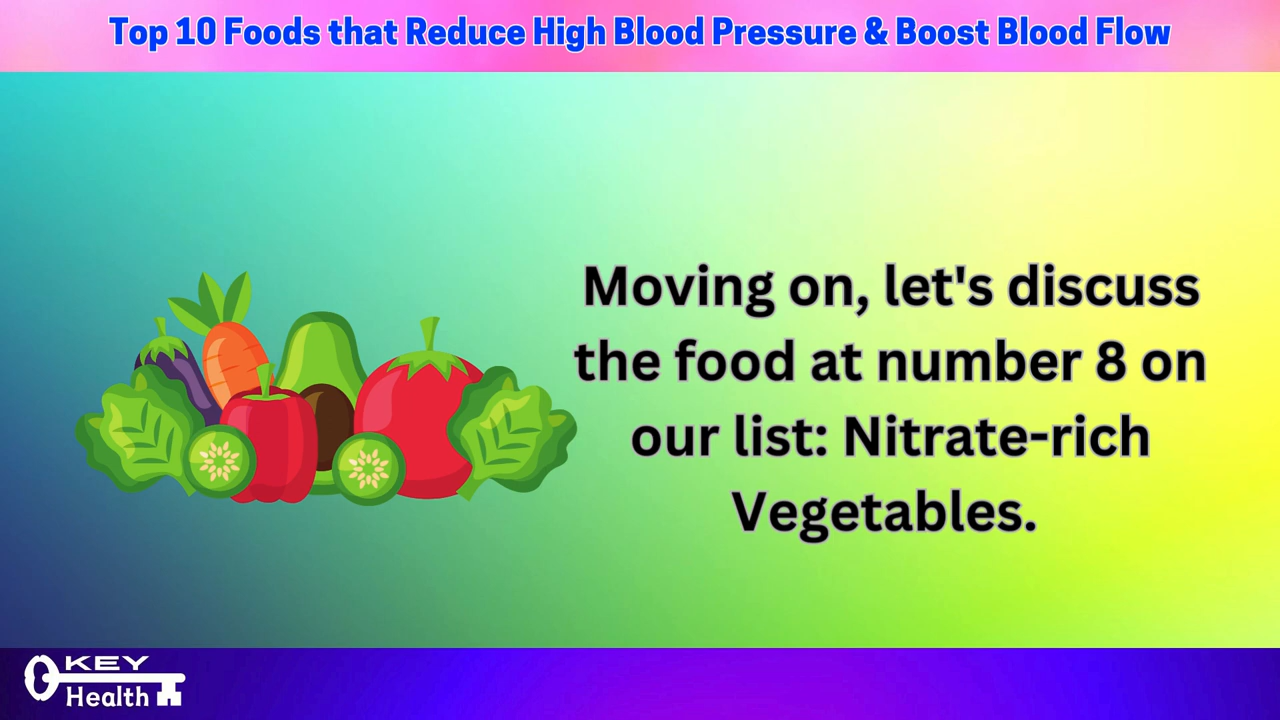 Top 10 Foods that Reduce High Blood Pressure & Boost Blood Flow
Moving on, let's discuss
the food at number 8 on
our list: Nitrate-rich
Vegetables.
KEY
Health